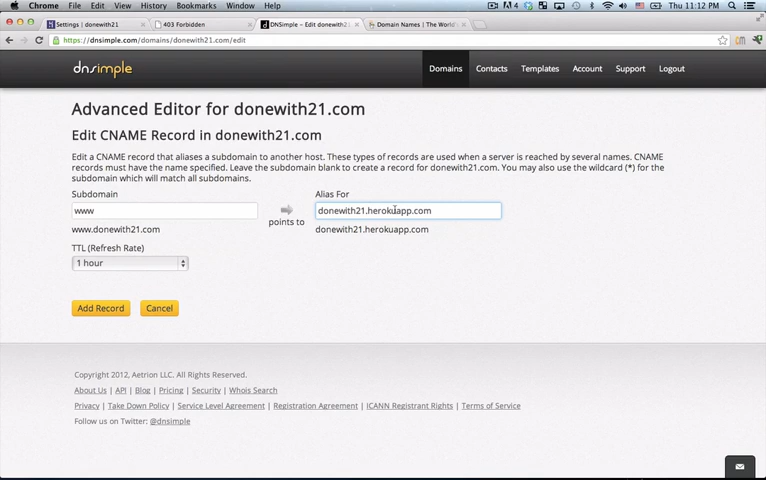 Chrome File Edit View History Bookmarks Window Help 4 Thu 11:12 PM
Settings | donewith21 403 Forbidden DNSimple – Edit donewith21 Domain Names | The World's
https://dnsimple.com/domains/donewith21.com/edit
dnsimple Domains Contacts Templates Account Support Logout
Advanced Editor for donewith21.com
Edit CNAME Record in donewith21.com
Edit a CNAME record that aliases a subdomain to another host. These types of records are used when a server is reached by several names. CNAME
records must have the name specified. Leave the subdomain blank to create a record for donewith21.com. You may also use the wildcard (*) for the
subdomain which will match all subdomains.
Subdomain Alias For
www donewith21.herokuapp.com
points to
www.donewith21.com donewith21.herokuapp.com
TTL (Refresh Rate)
1 hour
Add Record Cancel
Copyright 2012, Aetrion LLC. All Rights Reserved.
About Us | API | Blog | Pricing | Security | Whois Search
Privacy | Take Down Policy | Service Level Agreement | Registration Agreement | ICANN Registrant Rights | Terms of Service
Follow us on Twitter: @dnsimple